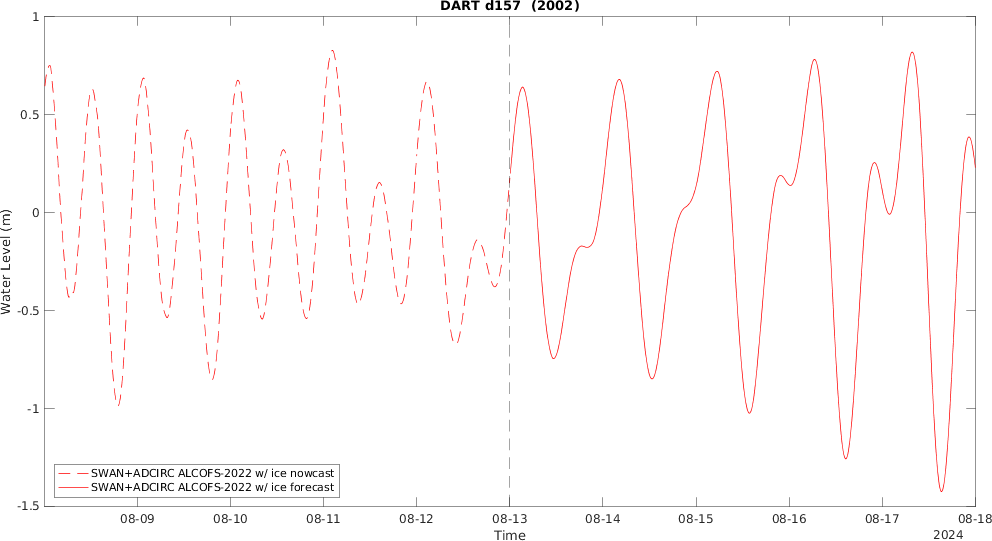 DART d157 (2002)
1
0.5
0
-0.5
-1
-1.5
Water Level (m)
SWAN+ADCIRC ALCOFS-2022 w/ ice nowcast
SWAN+ADCIRC ALCOFS-2022 w/ ice forecast
08-09 08-10 08-11 08-12 08-13 08-14 08-15 08-16 08-17 08-18
Time
2024